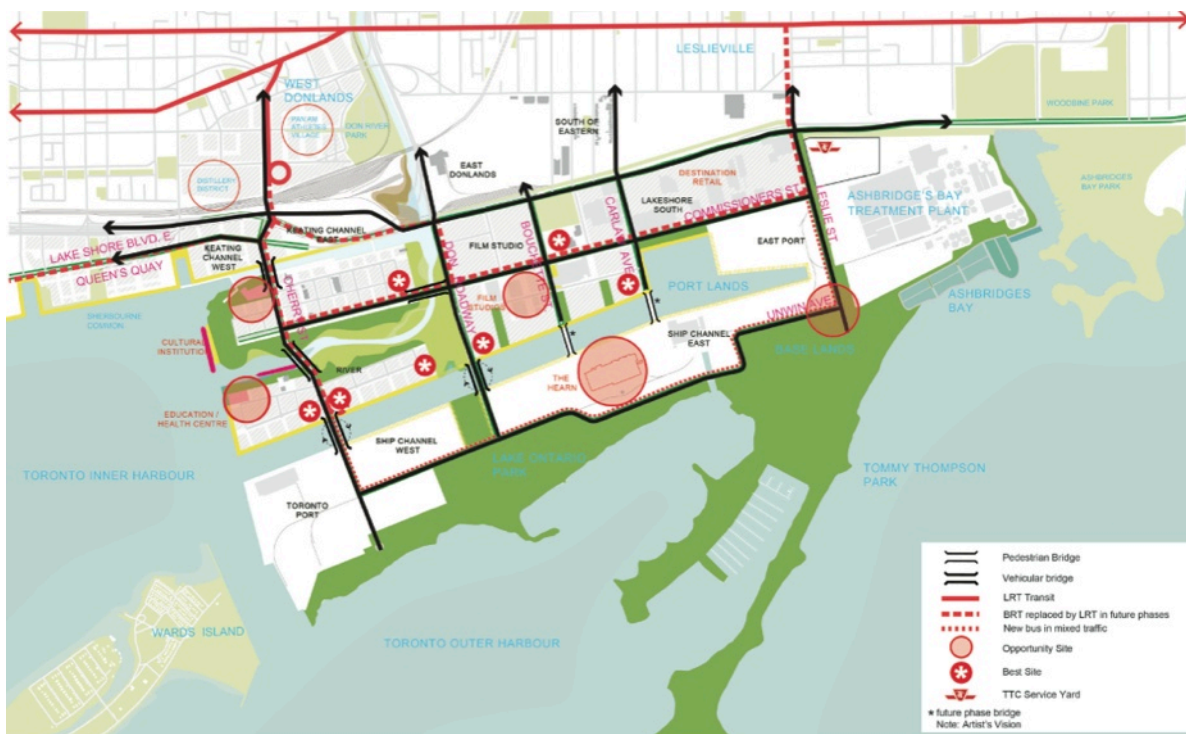 LESLIEVILLE
WEST
DONLANDS
WOODBINE PARK
PANAM
ATHLETES
VILLAGE
DON RIVER
PARK
SOUTH OF
EASTERN
EAST
DONLANDS
DISTILLERY
DISTRICT
DESTINATION
RETAIL
ASHBRIDGES
BAY PARK
ASHBRIDGE'S BAY
TREATMENT PLANT
LAKESHORE
SOUTH
COMMISSIONERS ST.
LESLIE ST.
CARLAW AVE
KEATING CHANNEL
EAST
LAKE SHORE BLVD. E.
KEATING
CHANNEL
WEST
QUEEN'S QUAY
FILM STUDIO
EAST PORT
DON
CHERRY ST.
PORT LANDS
ASHBRIDGES
BAY
FILM
SHERBOURNE
COMMON
UNWIN AVE
CULTURAL
INSTITUTION
SHIP CHANNEL
EAST
BASE LANDS
RIVER
THE
HEARN
EDUCATION /
HEALTH CENTRE
SHIP CHANNEL
WEST
LAKE ONTARIO
PARK
TORONTO INNER HARBOUR
TOMMY THOMPSON
PARK
TORONTO
PORT
WARDS ISLAND
TORONTO OUTER HARBOUR
Pedestrian Bridge
Vehicular bridge
LRT Transit
BRT replaced by LRT in future phases
New bus in mixed traffic
Opportunity Site
Best Site
TTC Service Yard
* future phase bridge
Note: Artist's Vision